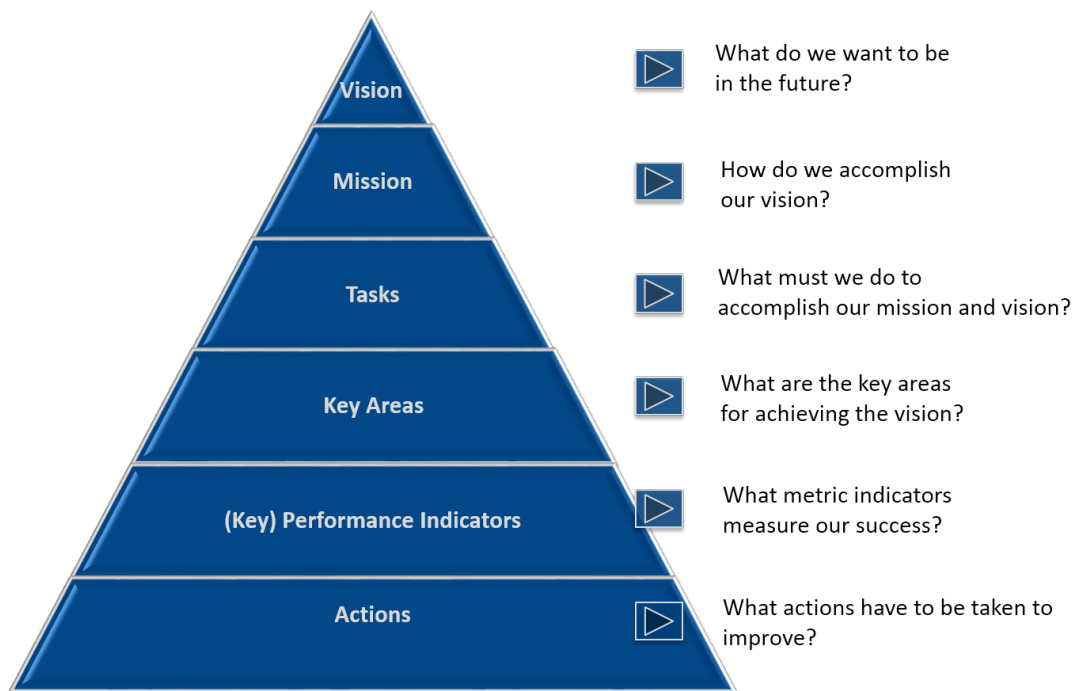 Vision
What do we want to be
in the future?
Mission
How do we accomplish
our vision?
Tasks
What must we do to
accomplish our mission and vision?
Key Areas
What are the key areas
for achieving the vision?
(Key) Performance Indicators
What metric indicators
measure our success?
Actions
What actions have to be taken to
improve?